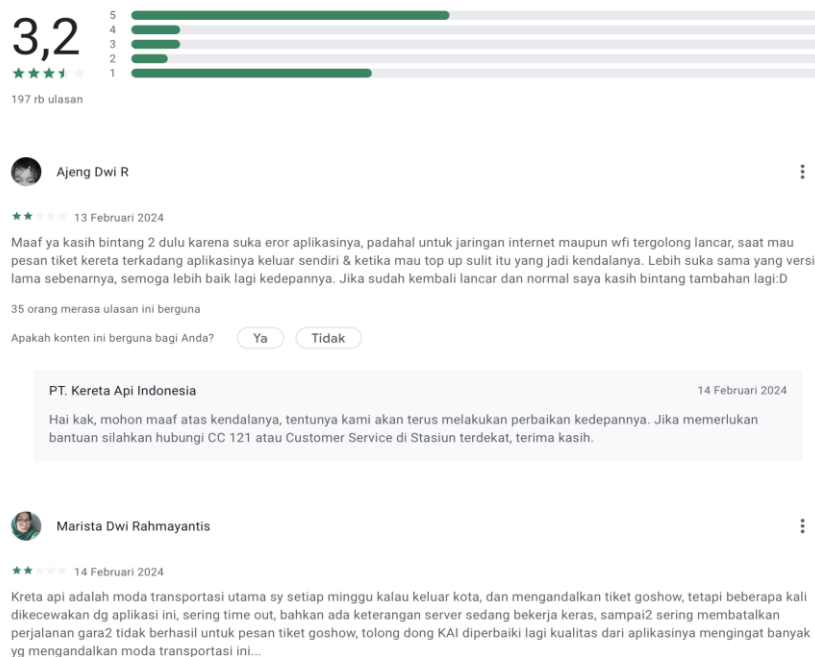 3,2
5
4
3
2
1
197 rb ulasan
Ajeng Dwi R
13 Februari 2024
Maaf ya kasih bintang 2 dulu karena suka eror aplikasinya, padahal untuk jaringan internet maupun wfi tergolong lancar, saat mau
pesan tiket kereta terkadang aplikasinya keluar sendiri & ketika mau top up sulit itu yang jadi kendalanya. Lebih suka sama yang versi
lama sebenarnya, semoga lebih baik lagi kedepannya. Jika sudah kembali lancar dan normal saya kasih bintang tambahan lagi:D
35 orang merasa ulasan ini berguna
Apakah konten ini berguna bagi Anda? Ya Tidak
PT. Kereta Api Indonesia 14 Februari 2024
Hai kak, mohon maaf atas kendalanya, tentunya kami akan terus melakukan perbaikan kedepannya. Jika memerlukan
bantuan silahkan hubungi CC 121 atau Customer Service di Stasiun terdekat, terima kasih.
Marista Dwi Rahmayantis
14 Februari 2024
Kreta api adalah moda transportasi utama sy setiap minggu kalau keluar kota, dan mengandalkan tiket goshow, tetapi beberapa kali
dikecewakan dg aplikasi ini, sering time out, bahkan ada keterangan server sedang bekerja keras, sampai2 sering membatalkan
perjalanan gara2 tidak berhasil untuk pesan tiket goshow, tolong dong KAI diperbaiki lagi kualitas dari aplikasinya mengingat banyak
yg mengandalkan moda transportasi ini...